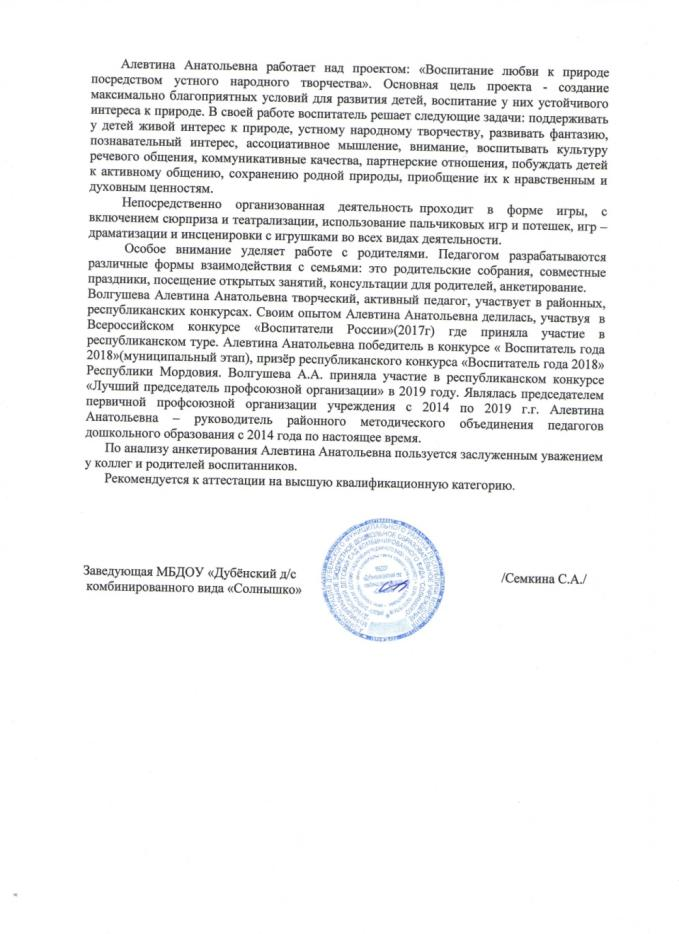 Алевтина Анатольевна работает над проектом: «Воспитание любви к природе
посредством устного народного творчества». Основная цель проекта - создание
максимально благоприятных условий для развития детей, воспитание у них устойчивого
интереса к природе. В своей работе воспитатель решает следующие задачи: поддерживать
у детей живой интерес к природе, устному народному творчеству, развивать фантазию,
познавательный интерес, ассоциативное мышление, внимание, воспитывать культуру
речевого общения, коммуникативные качества, партнерские отношения, побуждать детей
к активному общению, сохранению родной природы, приобщение их к нравственным и
духовным ценностям.
Непосредственно организованная деятельность проходит в форме игры, с
включением сюрприза и театрализации, использование пальчиковых игр и потешек, игр –
драматизации и инсценировки с игрушками во всех видах деятельности.
Особое внимание уделяет работе с родителями. Педагогом разрабатываются
различные формы взаимодействия с семьями: это родительские собрания, совместные
праздники, посещение открытых занятий, консультации для родителей, анкетирование.
Волгушева Алевтина Анатольевна творческий, активный педагог, участвует в районных,
республиканских конкурсах. Своим опытом Алевтина Анатольевна делилась, участвуя в
Всероссийском конкурсе «Воспитатели России»(2017г) где приняла участие в
республиканском туре. Алевтина Анатольевна победитель в конкурсе « Воспитатель года
2018»(муниципальный этап), призёр республиканского конкурса «Воспитатель года 2018»
Республики Мордовия. Волгушева А.А. приняла участие в республиканском конкурсе
«Лучший председатель профсоюзной организации» в 2019 году. Являлась председателем
первичной профсоюзной организации учреждения с 2014 по 2019 г.г. Алевтина
Анатольевна – руководитель районного методического объединения педагогов
дошкольного образования с 2014 года по настоящее время.
По анализу анкетирования Алевтина Анатольевна пользуется заслуженным уважением
у коллег и родителей воспитанников.
Рекомендуется к аттестации на высшую квалификационную категорию.
Заведующая МБДОУ «Дубёнский д/с
комбинированного вида «Солнышко»
/Семкина С.А./